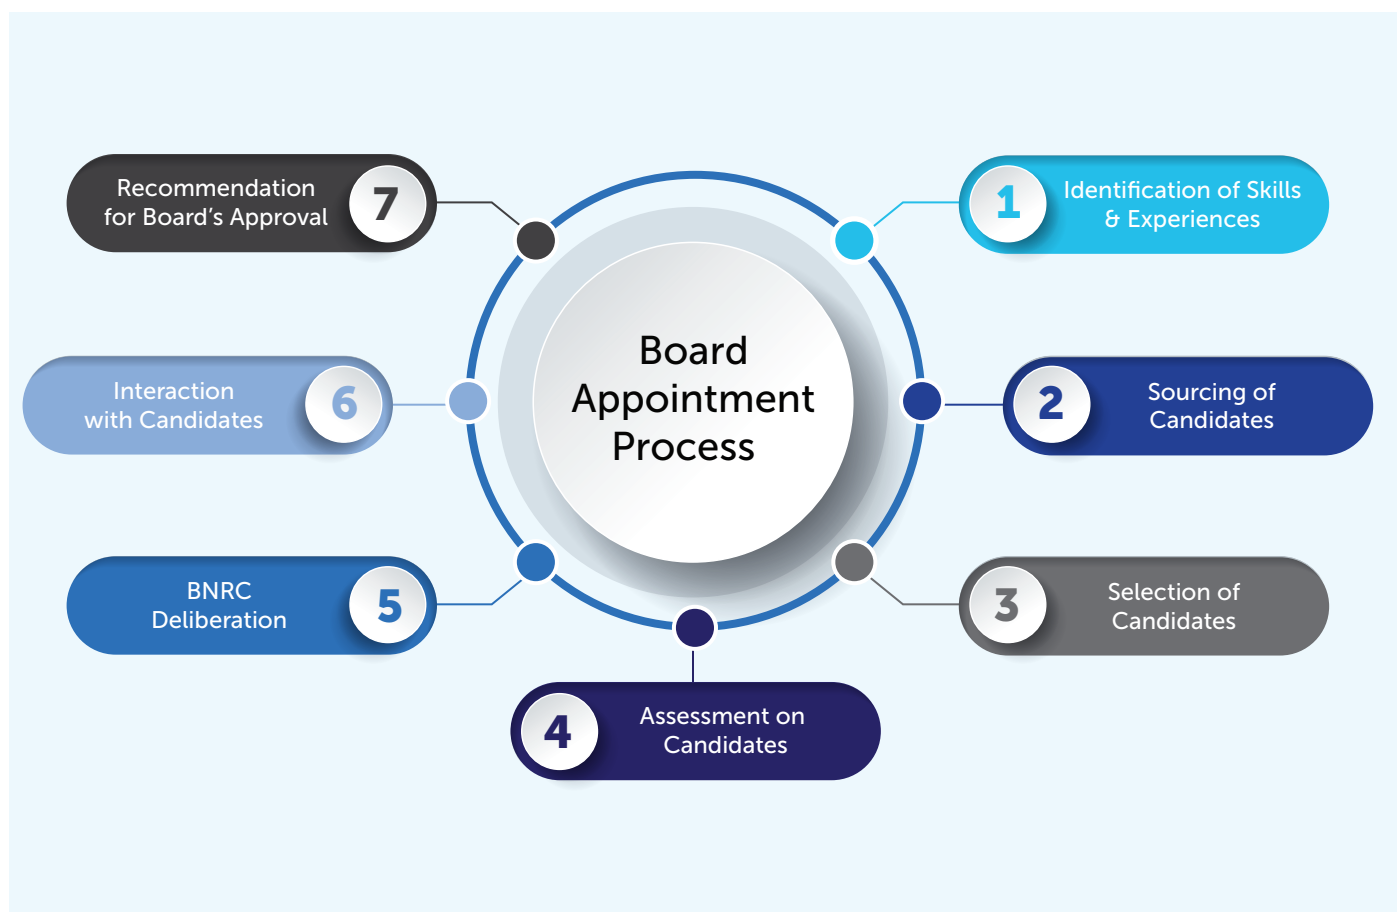 Board
Appointment
Process
1
Identification of Skills
& Experiences
2
Sourcing of
Candidates
3
Selection of
Candidates
4
Assessment on
Candidates
5
BNRC
Deliberation
6
Interaction
with Candidates
7
Recommendation
for Board’s Approval